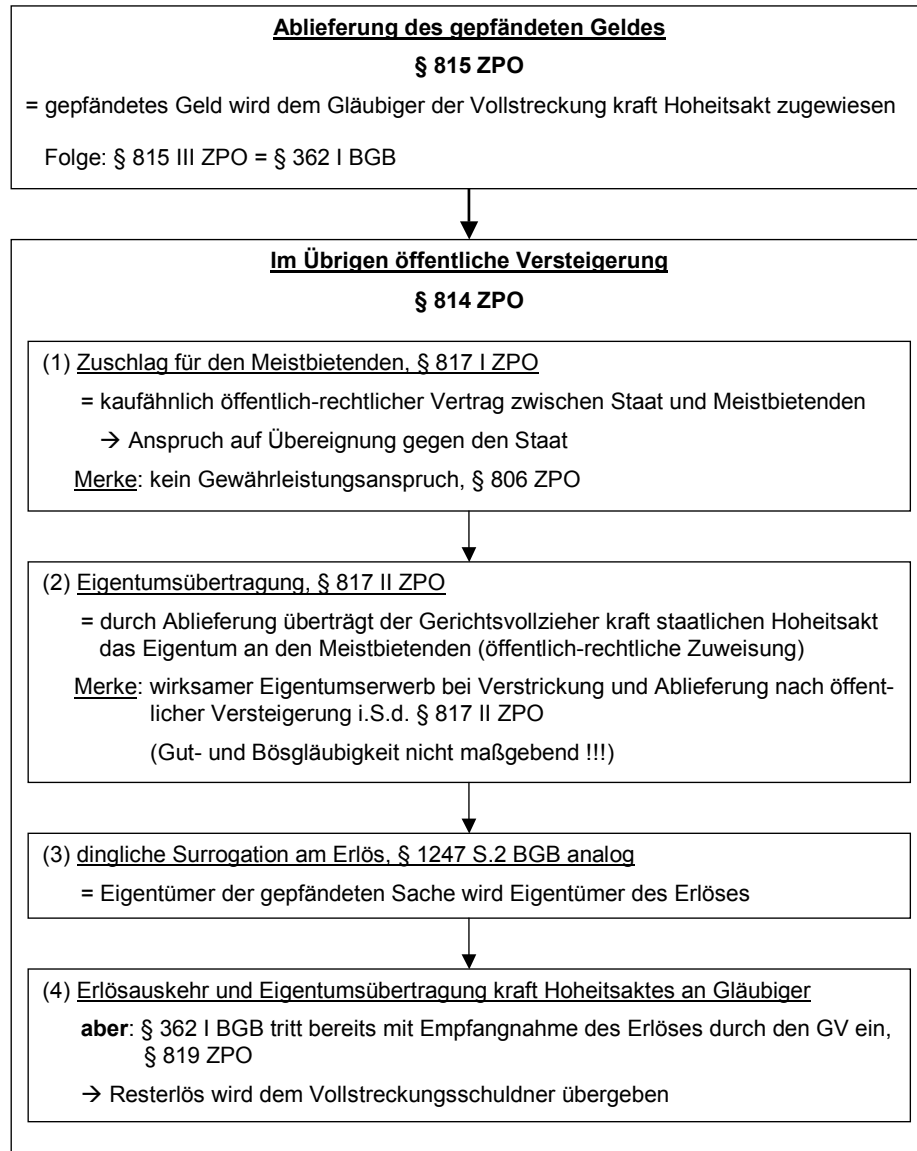 Ablieferung des gepfändeten Geldes
§ 815 ZPO
= gepfändetes Geld wird dem Gläubiger der Vollstreckung kraft Hoheitsakt zugewiesen
Folge: § 815 III ZPO = § 362 I BGB
Im Übrigen öffentliche Versteigerung
§ 814 ZPO
(1) Zuschlag für den Meistbietenden, § 817 I ZPO
= kaufähnlich öffentlich-rechtlicher Vertrag zwischen Staat und Meistbietenden
→ Anspruch auf Übereignung gegen den Staat
Merke: kein Gewährleistungsanspruch, § 806 ZPO
(2) Eigentumsübertragung, § 817 II ZPO
= durch Ablieferung überträgt der Gerichtsvollzieher kraft staatlichen Hoheitsakt
das Eigentum an den Meistbietenden (öffentlich-rechtliche Zuweisung)
Merke: wirksamer Eigentumserwerb bei Verstrickung und Ablieferung nach öffent-
licher Versteigerung i.S.d. § 817 II ZPO
(Gut- und Bösgläubigkeit nicht maßgebend !!!)
(3) dingliche Surrogation am Erlös, § 1247 S.2 BGB analog
= Eigentümer der gepfändeten Sache wird Eigentümer des Erlöses
(4) Erlösauskehr und Eigentumsübertragung kraft Hoheitsaktes an Gläubiger
aber: § 362 I BGB tritt bereits mit Empfangnahme des Erlöses durch den GV ein,
§ 819 ZPO
→ Resterlös wird dem Vollstreckungsschuldner übergeben